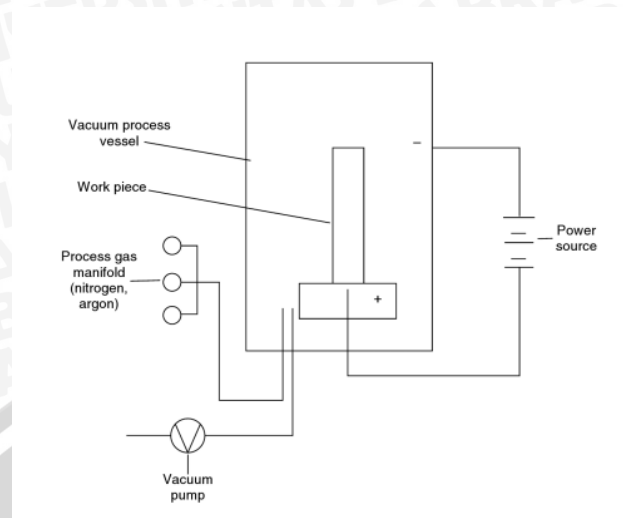 Vacuum process
vessel
−
Work piece
Process gas
manifold
(nitrogen,
argon)
Power
source
+
Vacuum
pump